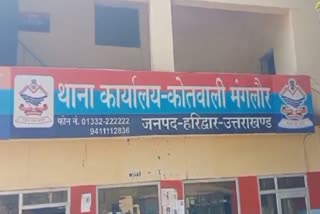 थाना कार्यालय-कोतवाली मंगलौर
फोन नं. 01332-222222
9411112836
जनपद-हरिद्वार-उत्तराखण्ड